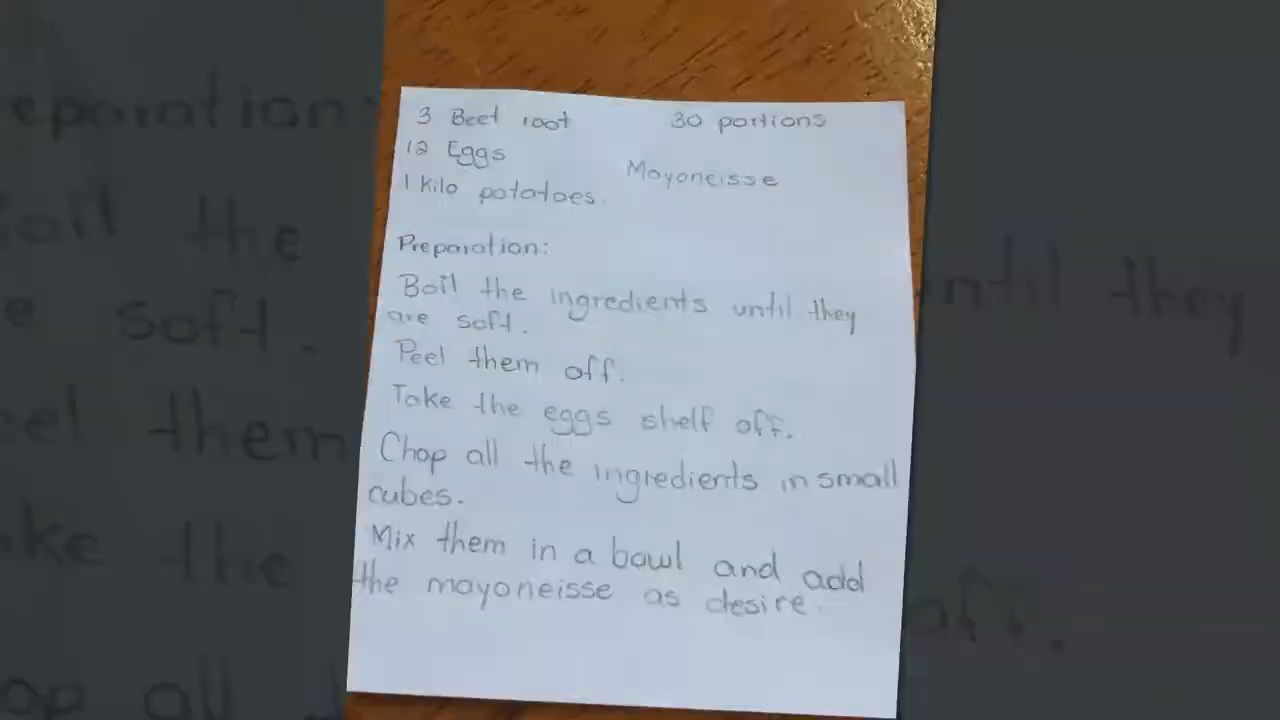 3 Beet root 30 portions
12 Eggs
Mayoneisse
1 Kilo potatoes.
Preparation:
Boil the ingredients until they
are soft.
Peel them off.
Take the eggs shelf off.
Chop all the ingredients in small
cubes.
Mix them in a bowl and add
the mayoneisse as desire.